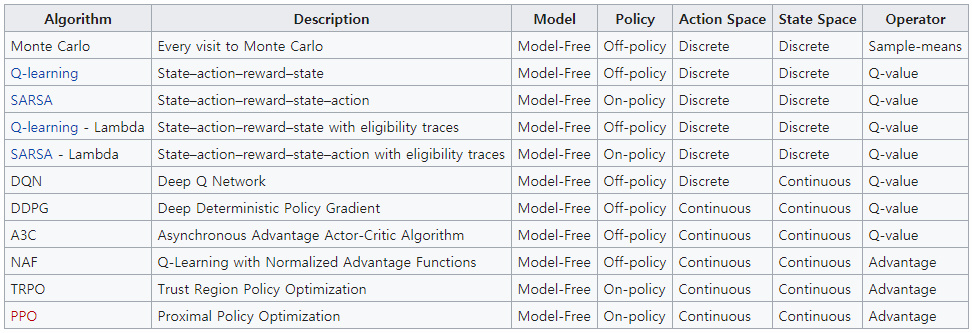 Algorithm Description Model Policy Action Space State Space Operator
Monte Carlo Every visit to Monte Carlo Model-Free Off-policy Discrete Discrete Sample-means
Q-learning State–action–reward–state Model-Free Off-policy Discrete Discrete Q-value
SARSA State–action–reward–state–action Model-Free On-policy Discrete Discrete Q-value
Q-learning - Lambda State–action–reward–state with eligibility traces Model-Free Off-policy Discrete Discrete Q-value
SARSA - Lambda State–action–reward–state–action with eligibility traces Model-Free On-policy Discrete Discrete Q-value
DQN Deep Q Network Model-Free Off-policy Discrete Continuous Q-value
DDPG Deep Deterministic Policy Gradient Model-Free Off-policy Continuous Continuous Q-value
A3C Asynchronous Advantage Actor-Critic Algorithm Model-Free Off-policy Continuous Continuous Q-value
NAF Q-Learning with Normalized Advantage Functions Model-Free Off-policy Continuous Continuous Advantage
TRPO Trust Region Policy Optimization Model-Free On-policy Continuous Continuous Advantage
PPO Proximal Policy Optimization Model-Free On-policy Continuous Continuous Advantage